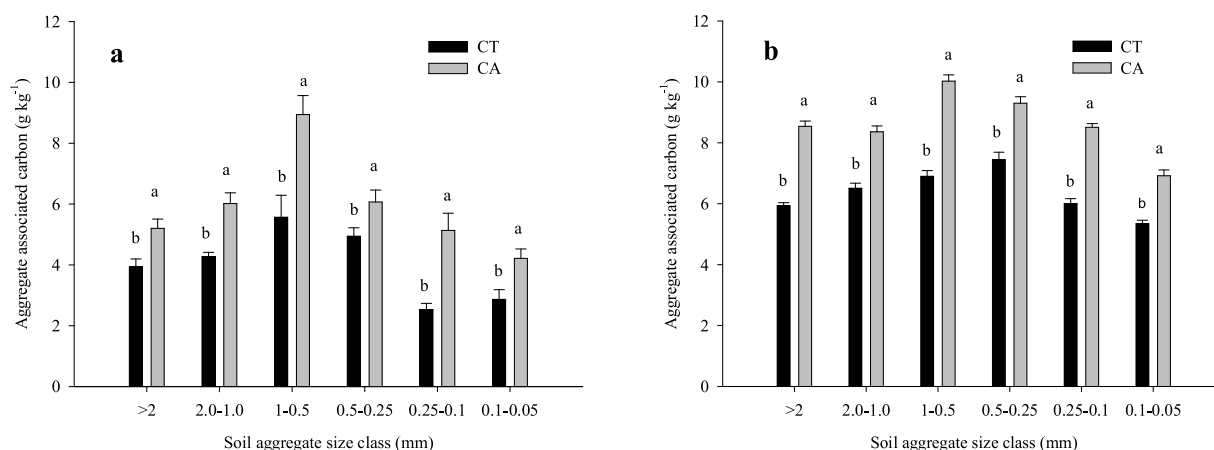 a
CT
CA
Aggregate associated carbon (g kg⁻¹)
12
10
8
6
4
2
0
b a b a b a b a b a b a
>2 2.0-1.0 1-0.5 0.5-0.25 0.25-0.1 0.1-0.05
Soil aggregate size class (mm)
b
CT
CA
Aggregate associated carbon (g kg⁻¹)
12
10
8
6
4
2
0
b a b a b a b a b a b a
>2 2.0-1.0 1-0.5 0.5-0.25 0.25-0.1 0.1-0.05
Soil aggregate size class (mm)